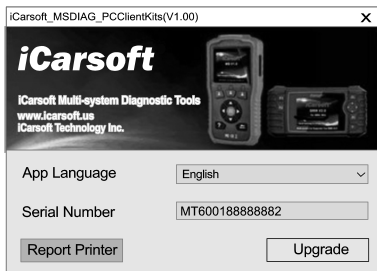 iCarsoft_MSDIAG_PCClientKits(V1.00)
X
iCarsoft
iCarsoft Multi-system Diagnostic Tools
www.icarsoft.us
iCarsoft Technology Inc.
App Language
English
Serial Number
MT600188888882
Report Printer
Upgrade